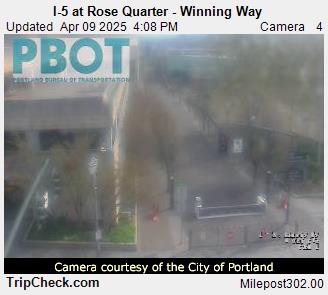 I-5 at Rose Quarter - Winning Way
Updated Apr 09 2025 4:08 PM Camera 4
PBOT
PORTLAND BUREAU OF TRANSPORTATION
Camera courtesy of the City of Portland
TripCheck.com Milepost302.00